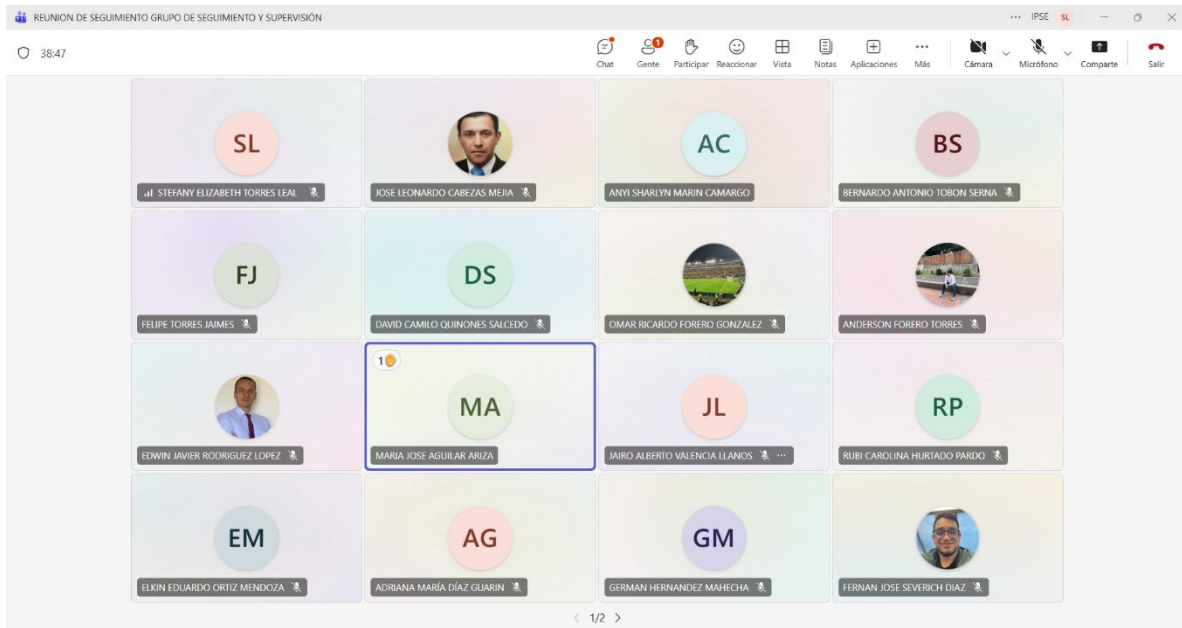 REUNION DE SEGUIMIENTO GRUPO DE SEGUIMIENTO Y SUPERVISIÓN
··· IPSE SL
38:47
1
Chat Gente Participar Reaccionar Vista Notas Aplicaciones Más Cámara Micrófono Comparte Salir
SL AC BS
STEFANY ELIZABETH TORRES LEAL JOSE LEONARDO CABEZAS MEJIA ANYI SHARLYN MARIN CAMARGO BERNARDO ANTONIO TOBON SERNA
FJ DS
FELIPE TORRES JAIMES DAVID CAMILO QUINONES SALCEDO OMAR RICARDO FORERO GONZALEZ ANDERSON FORERO TORRES
1
MA JL RP
EDWIN JAVIER RODRIGUEZ LOPEZ MARIA JOSE AGUILAR ARIZA JAIRO ALBERTO VALENCIA LLANOS ··· RUBI CAROLINA HURTADO PARDO
EM AG GM
ELKIN EDUARDO ORTIZ MENDOZA ADRIANA MARÍA DÍAZ GUARIN GERMAN HERNANDEZ MAHECHA FERNAN JOSE SEVERICH DIAZ
1/2